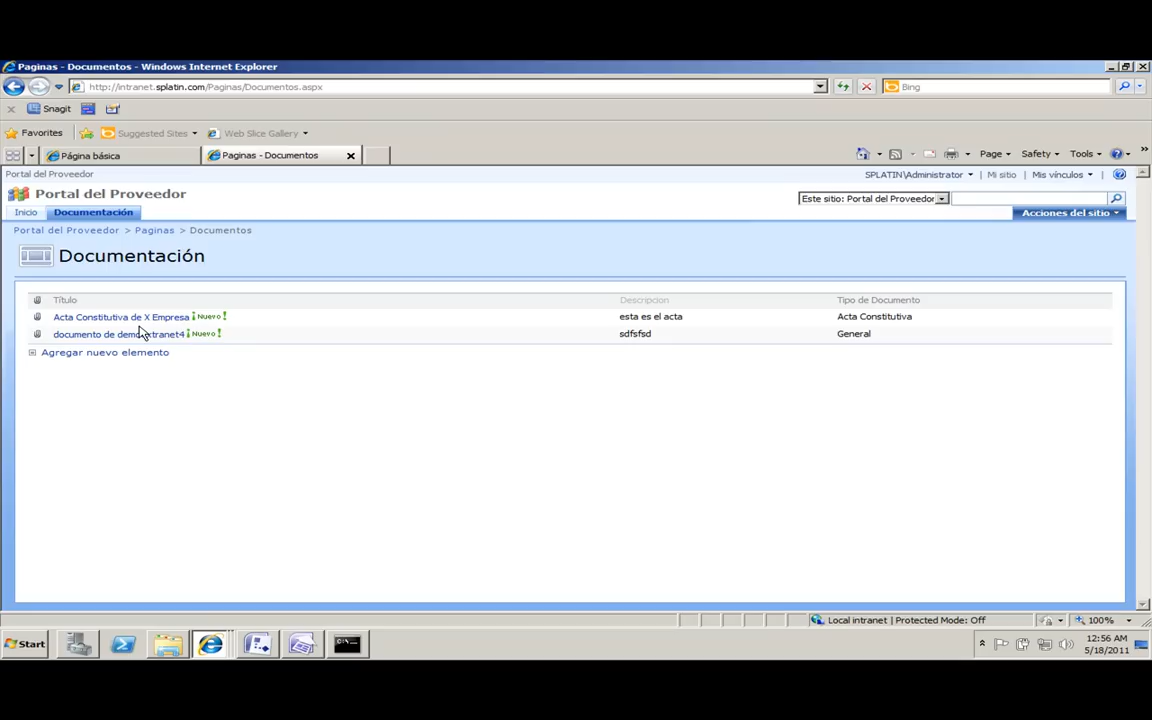 Paginas - Documentos - Windows Internet Explorer
http://intranet.splatin.com/Paginas/Documentos.aspx
Bing
Snagit
Favorites
Suggested Sites
Web Slice Gallery
Página básica
Paginas - Documentos
Page
Safety
Tools
Portal del Proveedor
SPLATIN\Administrator
Mi sitio
Mis vínculos
Portal del Proveedor
Este sitio: Portal del Proveedor
Inicio
Documentación
Acciones del sitio
Portal del Proveedor > Paginas > Documentos
Documentación
Título
Descripcion
Tipo de Documento
Acta Constitutiva de X Empresa ¡Nuevo!
esta es el acta
Acta Constitutiva
documento de ¡Nuevo!
sdfsfsd
General
Agregar nuevo elemento
Local intranet | Protected Mode: Off
100%
Start
12:56 AM
5/18/2011